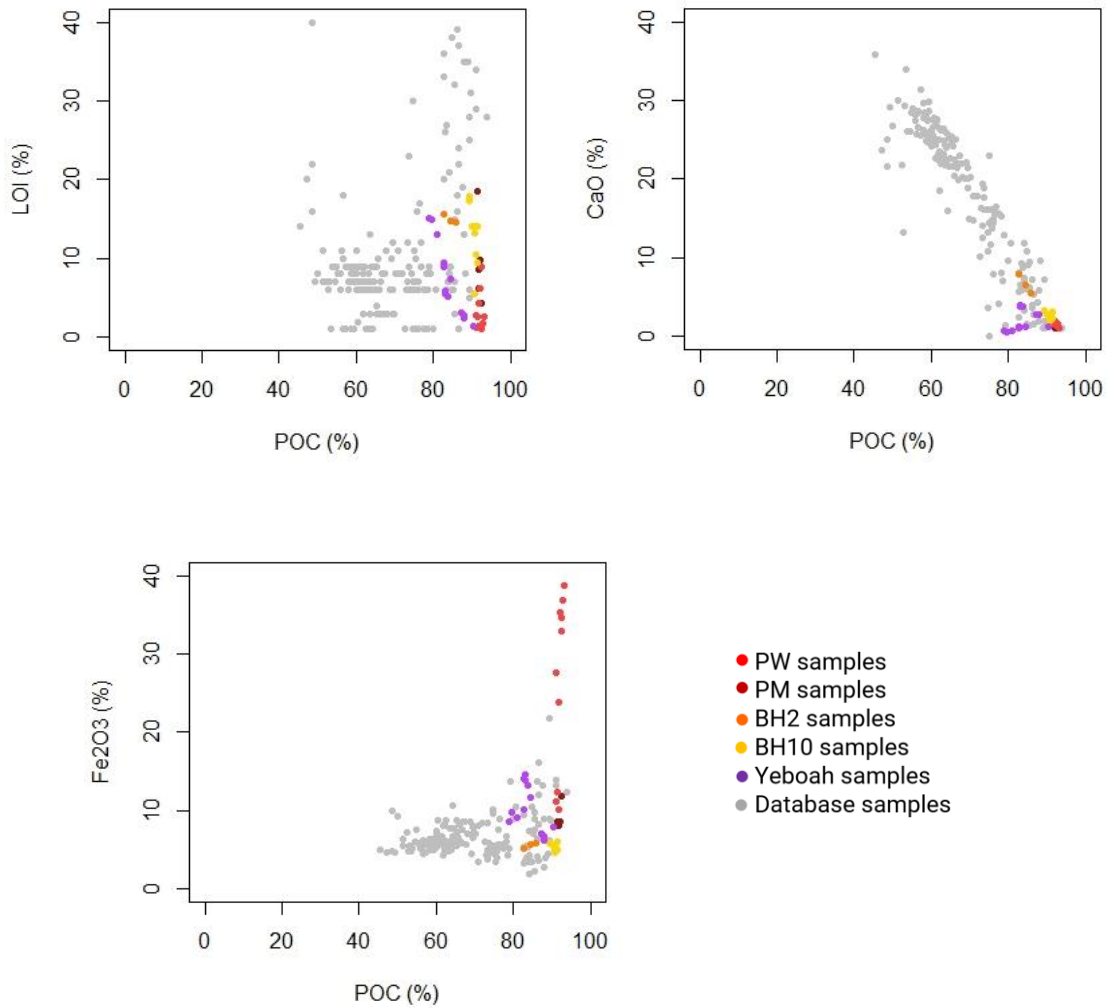 40
30
20
10
0
LOI (%)
0 20 40 60 80 100
POC (%)
40
30
20
10
0
CaO (%)
0 20 40 60 80 100
POC (%)
40
30
20
10
0
Fe2O3 (%)
0 20 40 60 80 100
POC (%)
PW samples
PM samples
BH2 samples
BH10 samples
Yeboah samples
Database samples